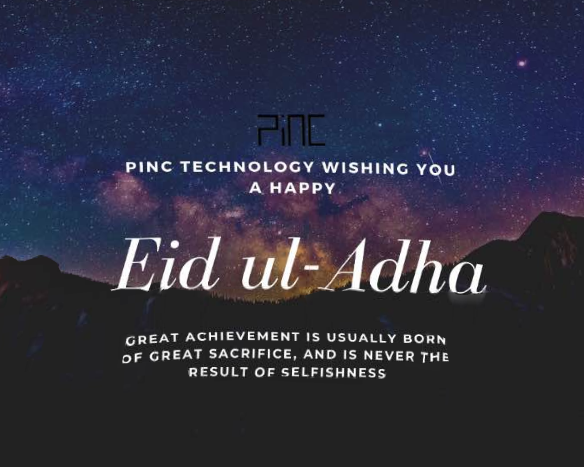 PiNC
PINC TECHNOLOGY WISHING YOU
A HAPPY
Eid ul-Adha
GREAT ACHIEVEMENT IS USUALLY BORN
OF GREAT SACRIFICE, AND IS NEVER THE
RESULT OF SELFISHNESS